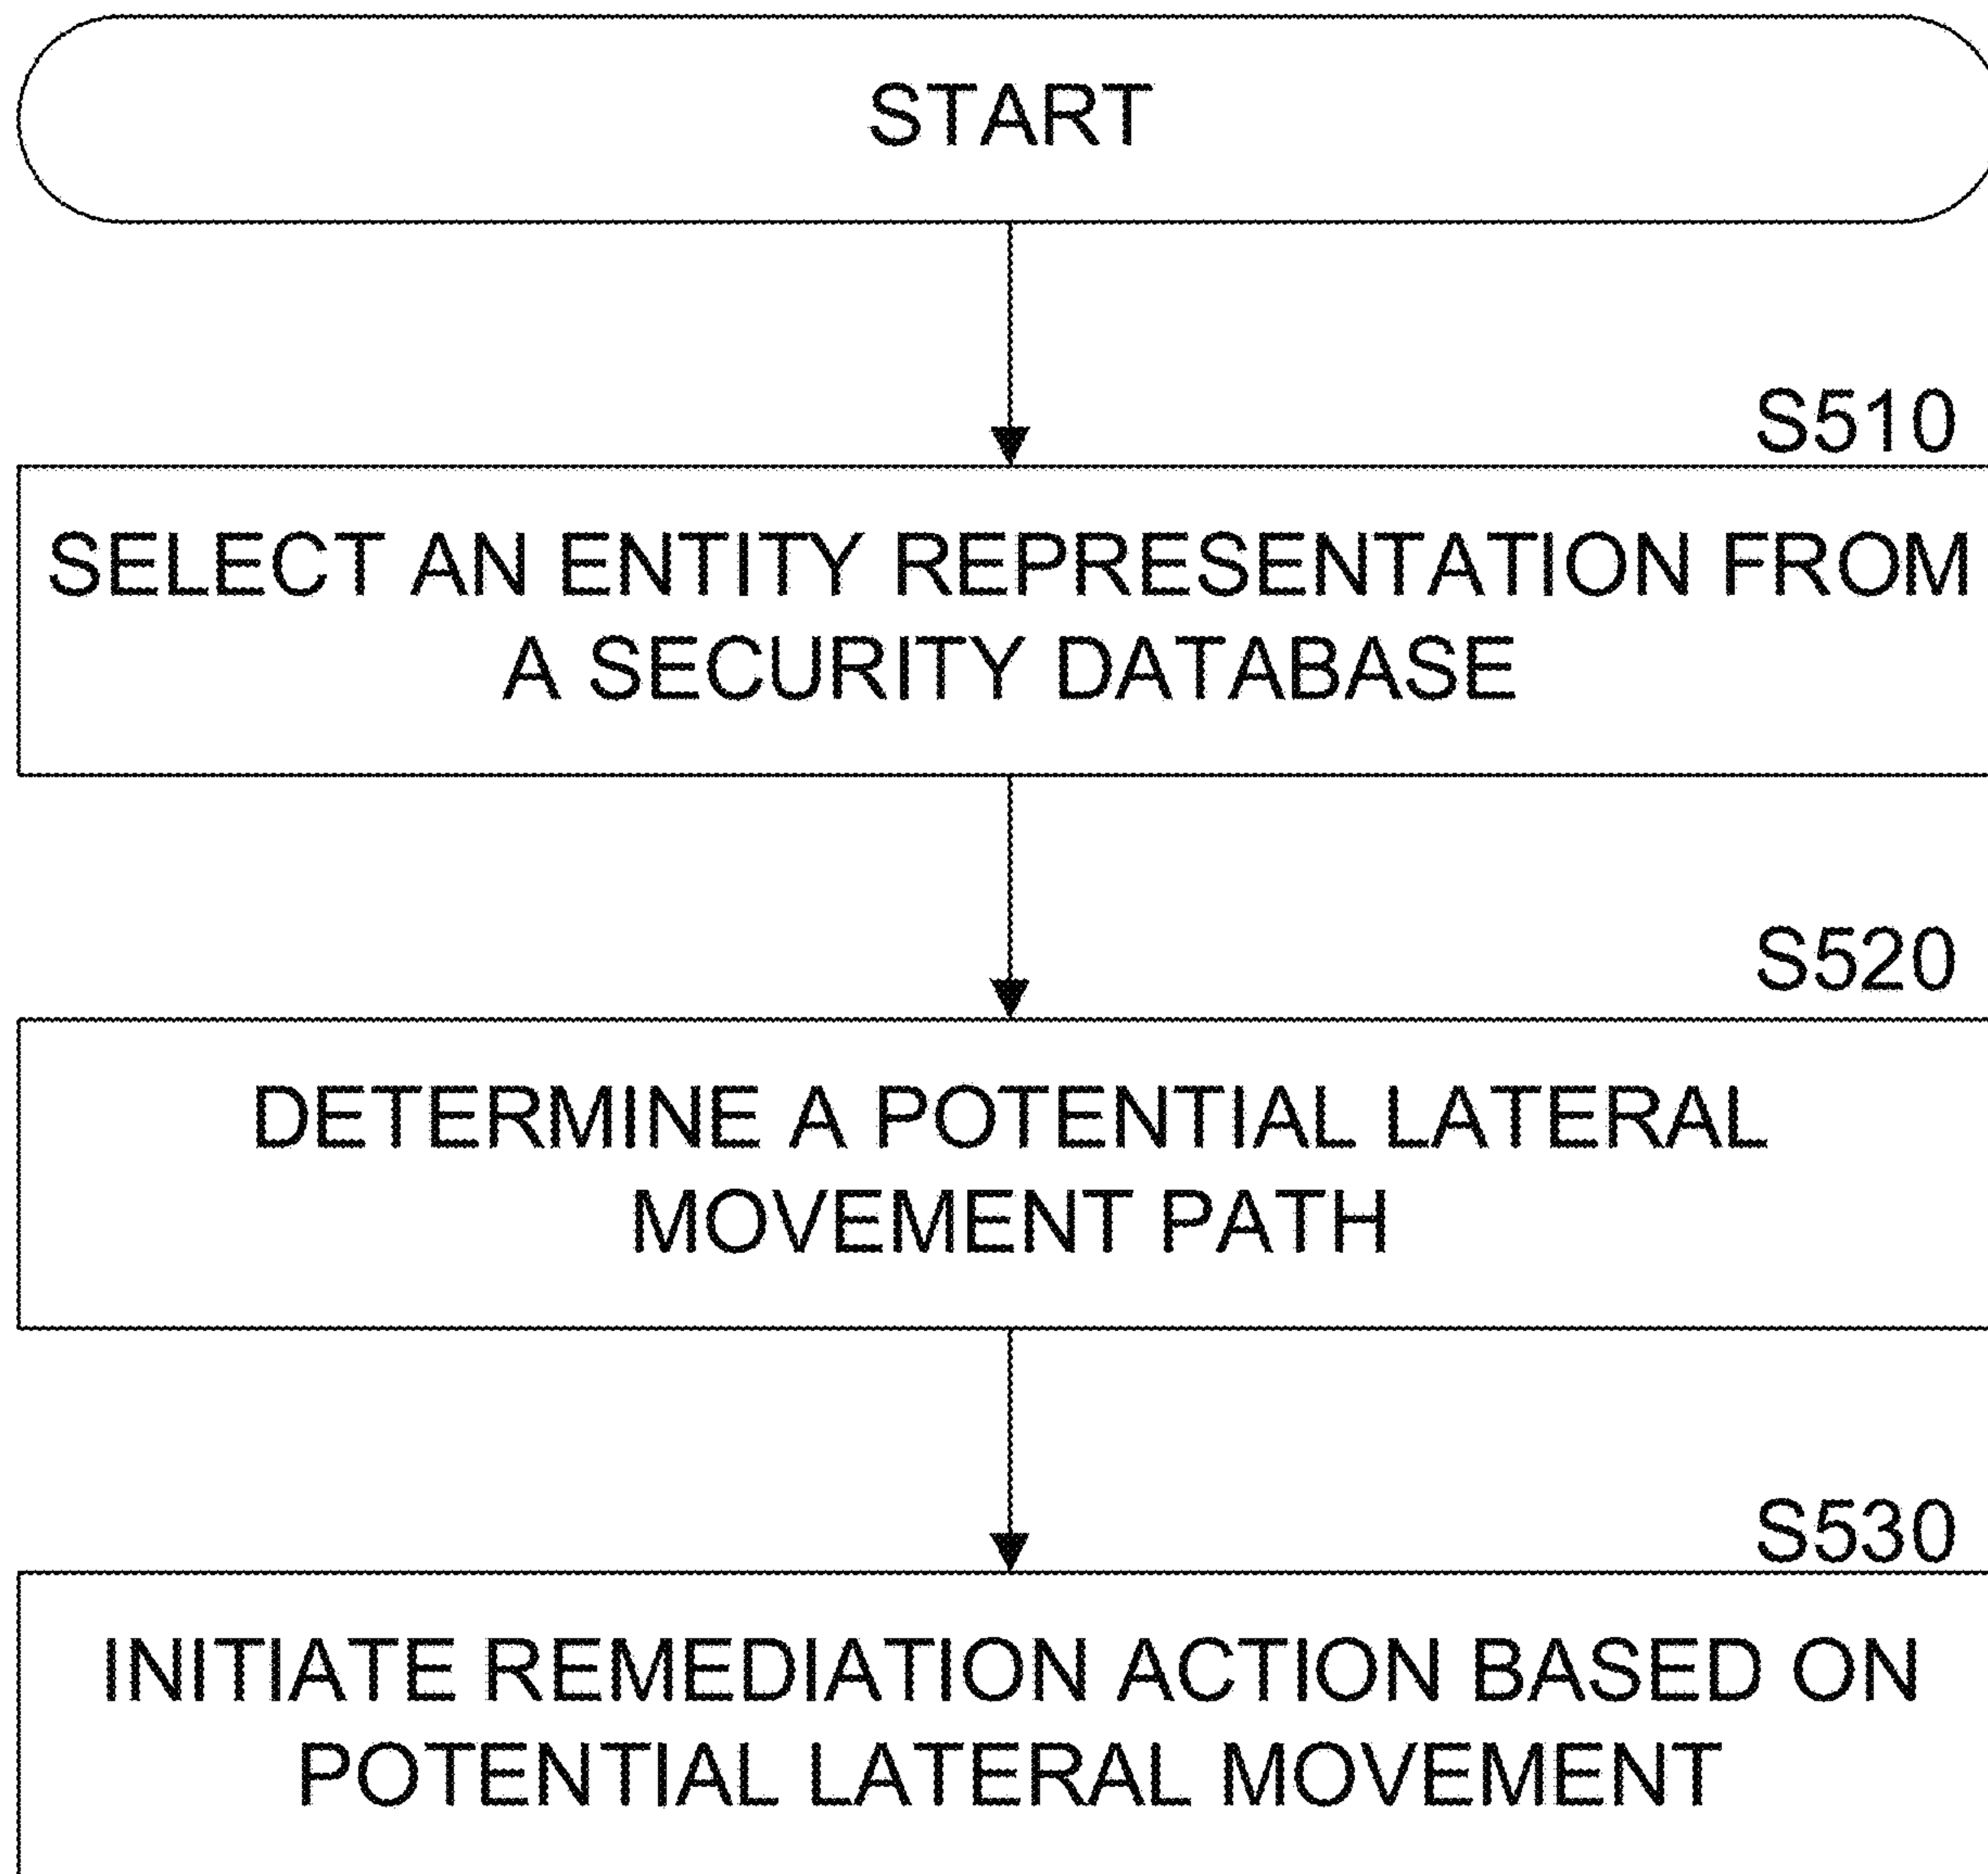 START
S510
SELECT AN ENTITY REPRESENTATION FROM
A SECURITY DATABASE
S520
DETERMINE A POTENTIAL LATERAL
MOVEMENT PATH
S530
INITIATE REMEDIATION ACTION BASED ON
POTENTIAL LATERAL MOVEMENT